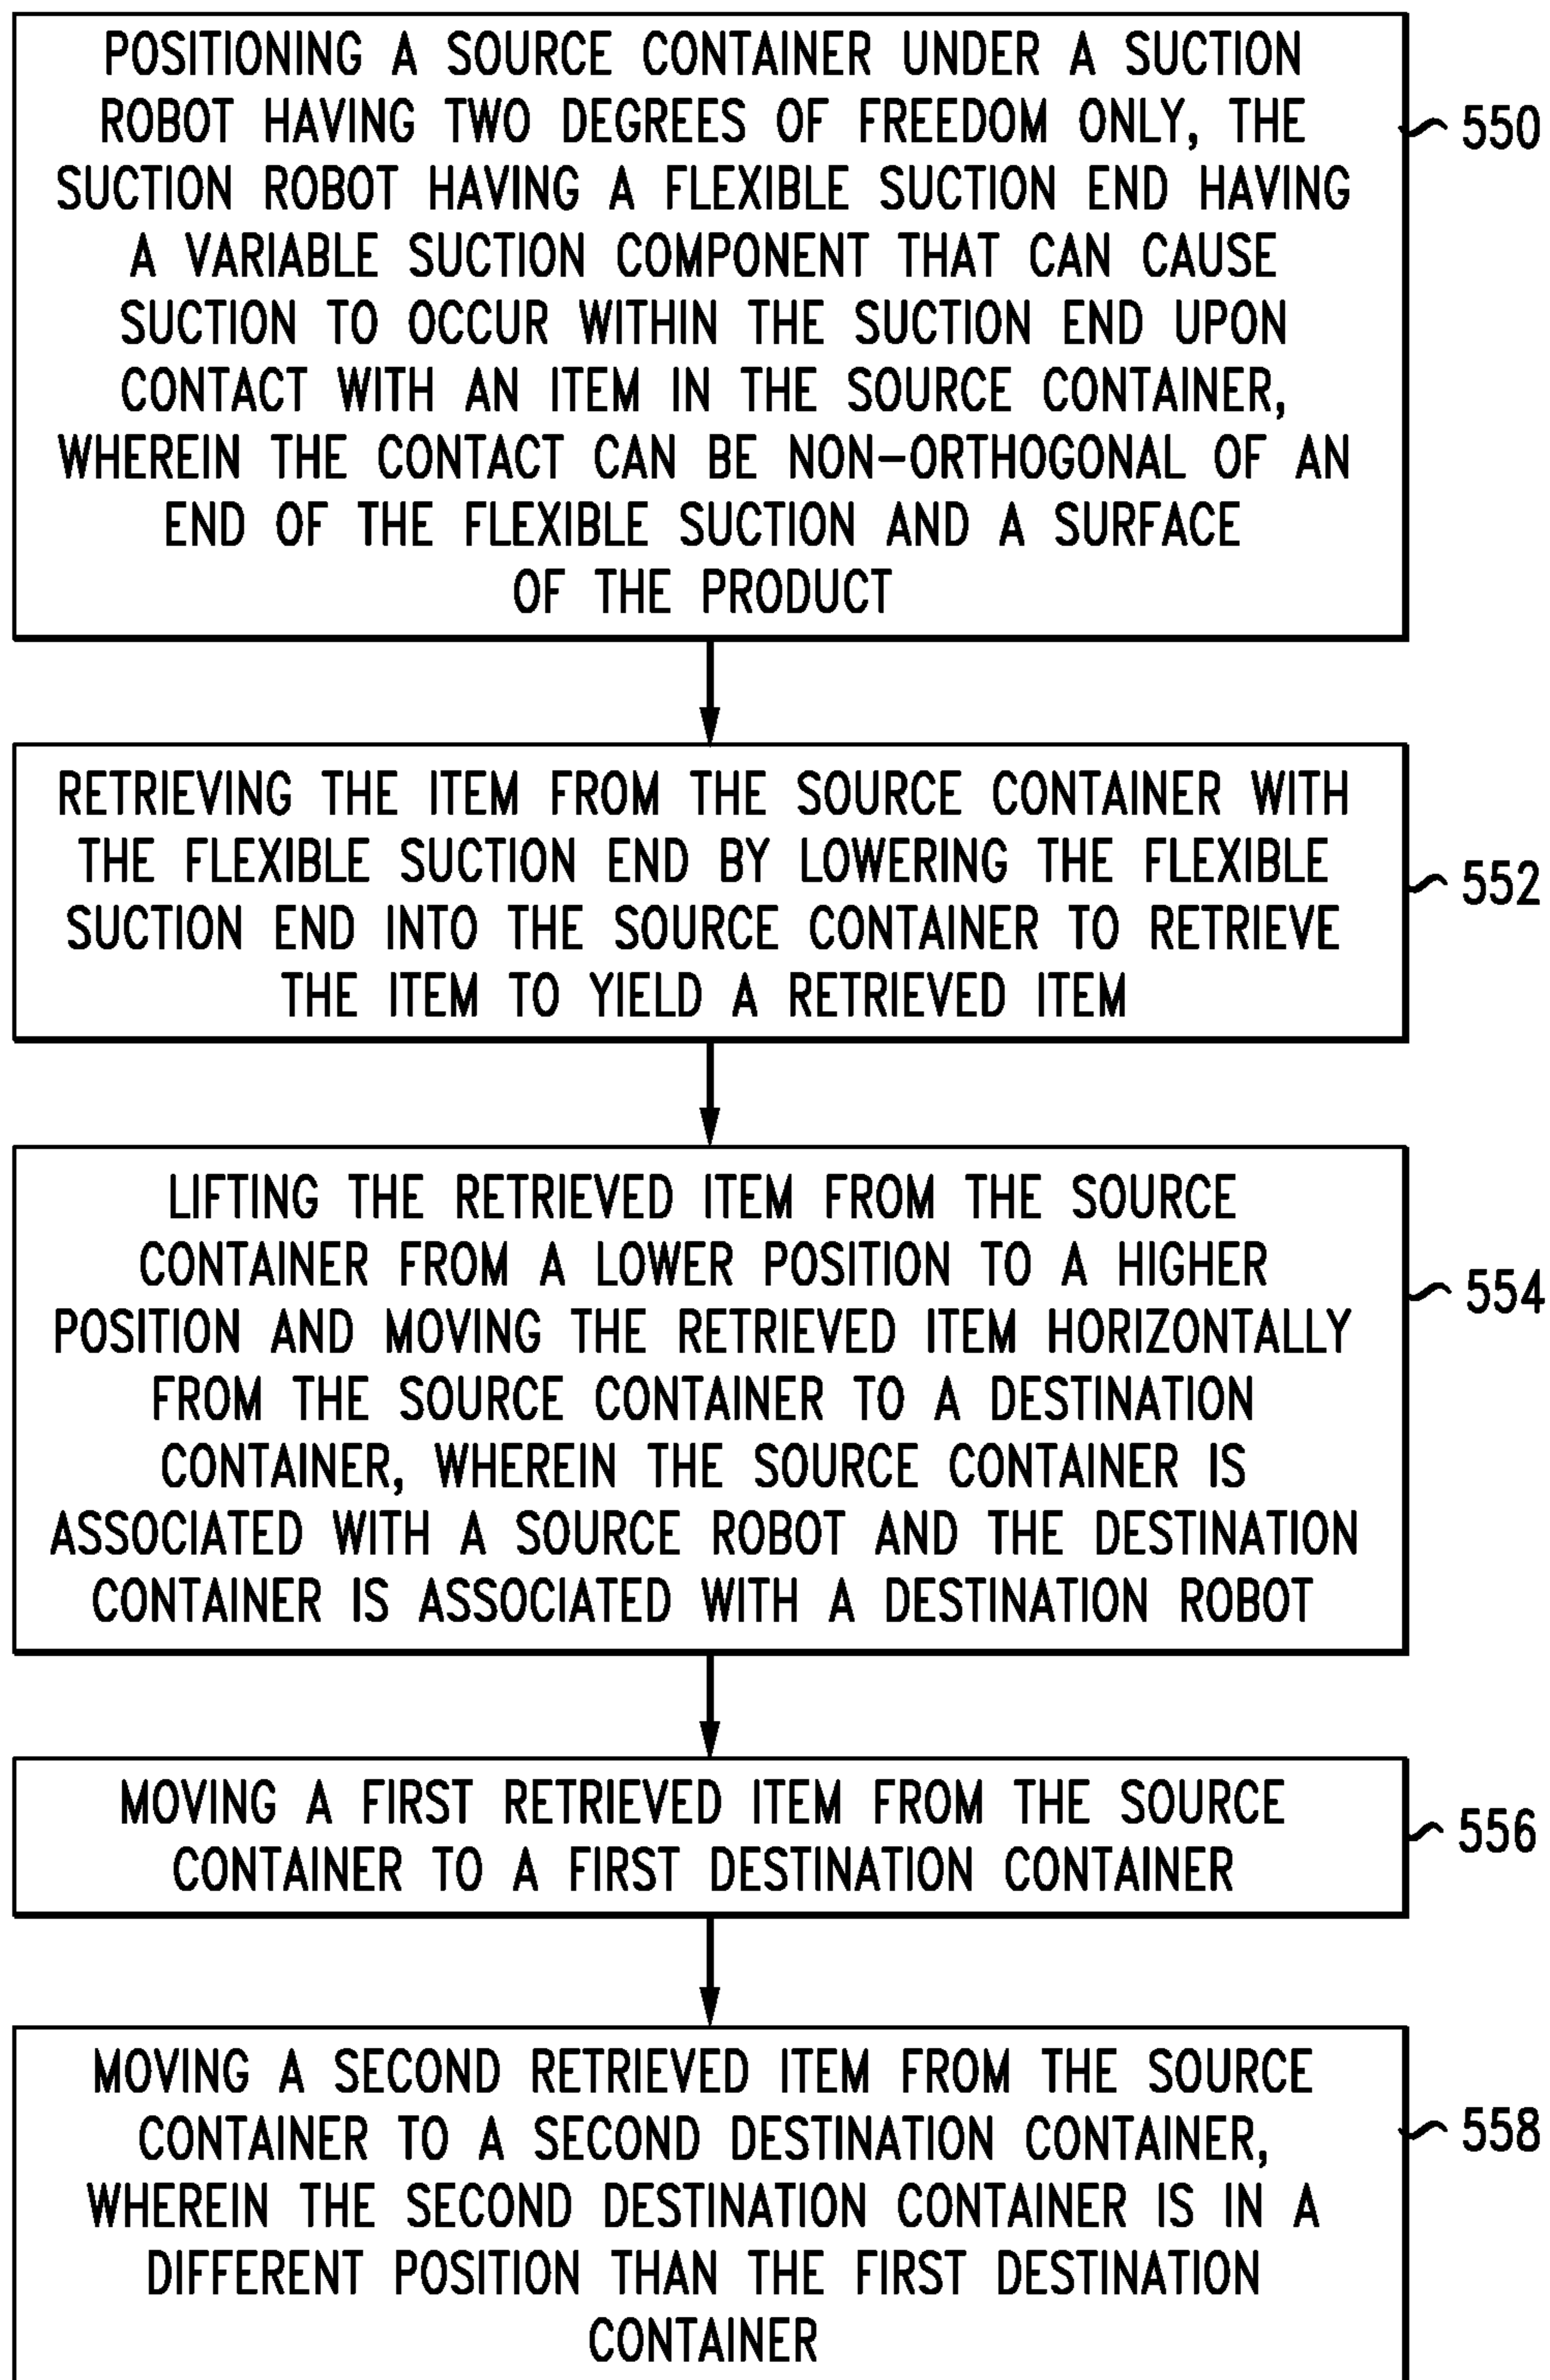 POSITIONING A SOURCE CONTAINER UNDER A SUCTION
ROBOT HAVING TWO DEGREES OF FREEDOM ONLY, THE
SUCTION ROBOT HAVING A FLEXIBLE SUCTION END HAVING
A VARIABLE SUCTION COMPONENT THAT CAN CAUSE
SUCTION TO OCCUR WITHIN THE SUCTION END UPON
CONTACT WITH AN ITEM IN THE SOURCE CONTAINER,
WHEREIN THE CONTACT CAN BE NON-ORTHOGONAL OF AN
END OF THE FLEXIBLE SUCTION AND A SURFACE
OF THE PRODUCT
550
RETRIEVING THE ITEM FROM THE SOURCE CONTAINER WITH
THE FLEXIBLE SUCTION END BY LOWERING THE FLEXIBLE
SUCTION END INTO THE SOURCE CONTAINER TO RETRIEVE
THE ITEM TO YIELD A RETRIEVED ITEM
552
LIFTING THE RETRIEVED ITEM FROM THE SOURCE
CONTAINER FROM A LOWER POSITION TO A HIGHER
POSITION AND MOVING THE RETRIEVED ITEM HORIZONTALLY
FROM THE SOURCE CONTAINER TO A DESTINATION
CONTAINER, WHEREIN THE SOURCE CONTAINER IS
ASSOCIATED WITH A SOURCE ROBOT AND THE DESTINATION
CONTAINER IS ASSOCIATED WITH A DESTINATION ROBOT
554
MOVING A FIRST RETRIEVED ITEM FROM THE SOURCE
CONTAINER TO A FIRST DESTINATION CONTAINER
556
MOVING A SECOND RETRIEVED ITEM FROM THE SOURCE
CONTAINER TO A SECOND DESTINATION CONTAINER,
WHEREIN THE SECOND DESTINATION CONTAINER IS IN A
DIFFERENT POSITION THAN THE FIRST DESTINATION
CONTAINER
558